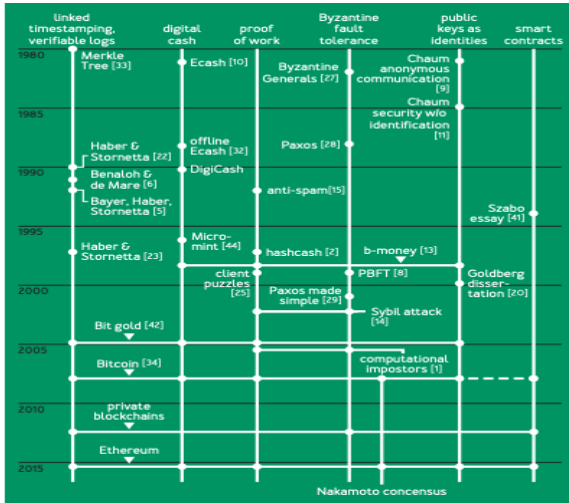 linked
timestamping,
verifiable logs
digital
cash
proof
of work
Byzantine
fault
tolerance
public
keys as
identities
smart
contracts
1980
Merkle
Tree [33]
Ecash [10]
Byzantine
Generals [27]
Chaum
anonymous
communication
[9]
1985
Chaum
security w/o
identification
[11]
Haber &
Stornetta [22]
offline
Ecash [32]
Paxos [28]
1990
Benaloh &
de Mare [6]
DigiCash
Bayer, Haber,
Stornetta [5]
anti-spam[15]
Szabo
essay [41]
1995
Haber &
Stornetta [23]
Micro-
mint [44]
hashcash [2]
b-money [13]
client
puzzles
[25]
PBFT [8]
Goldberg
disser-
tation [20]
2000
Paxos made
simple [29]
Sybil attack
[14]
Bit gold [42]
2005
Bitcoin [34]
computational
impostors [1]
2010
private
blockchains
Ethereum
2015
Nakamoto concensus